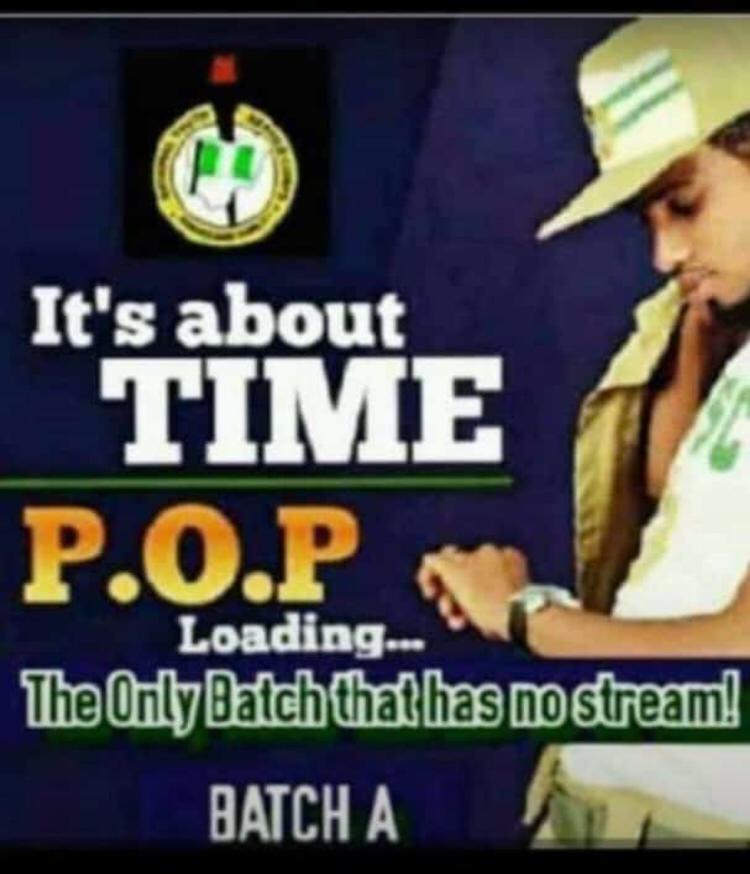 It's about
TIME
P.O.P
Loading...
The Only Batch that has no stream!
BATCH A